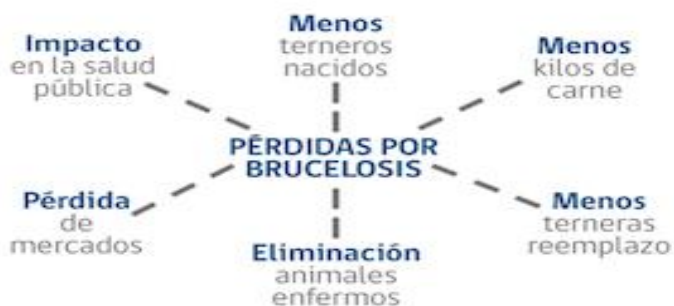 Impacto
en la salud
pública
Menos
terneros
nacidos
Menos
kilos de
carne
PÉRDIDAS POR
BRUCELOSIS
Pérdida
de
mercados
Eliminación
animales
enfermos
Menos
terneras
reemplazo